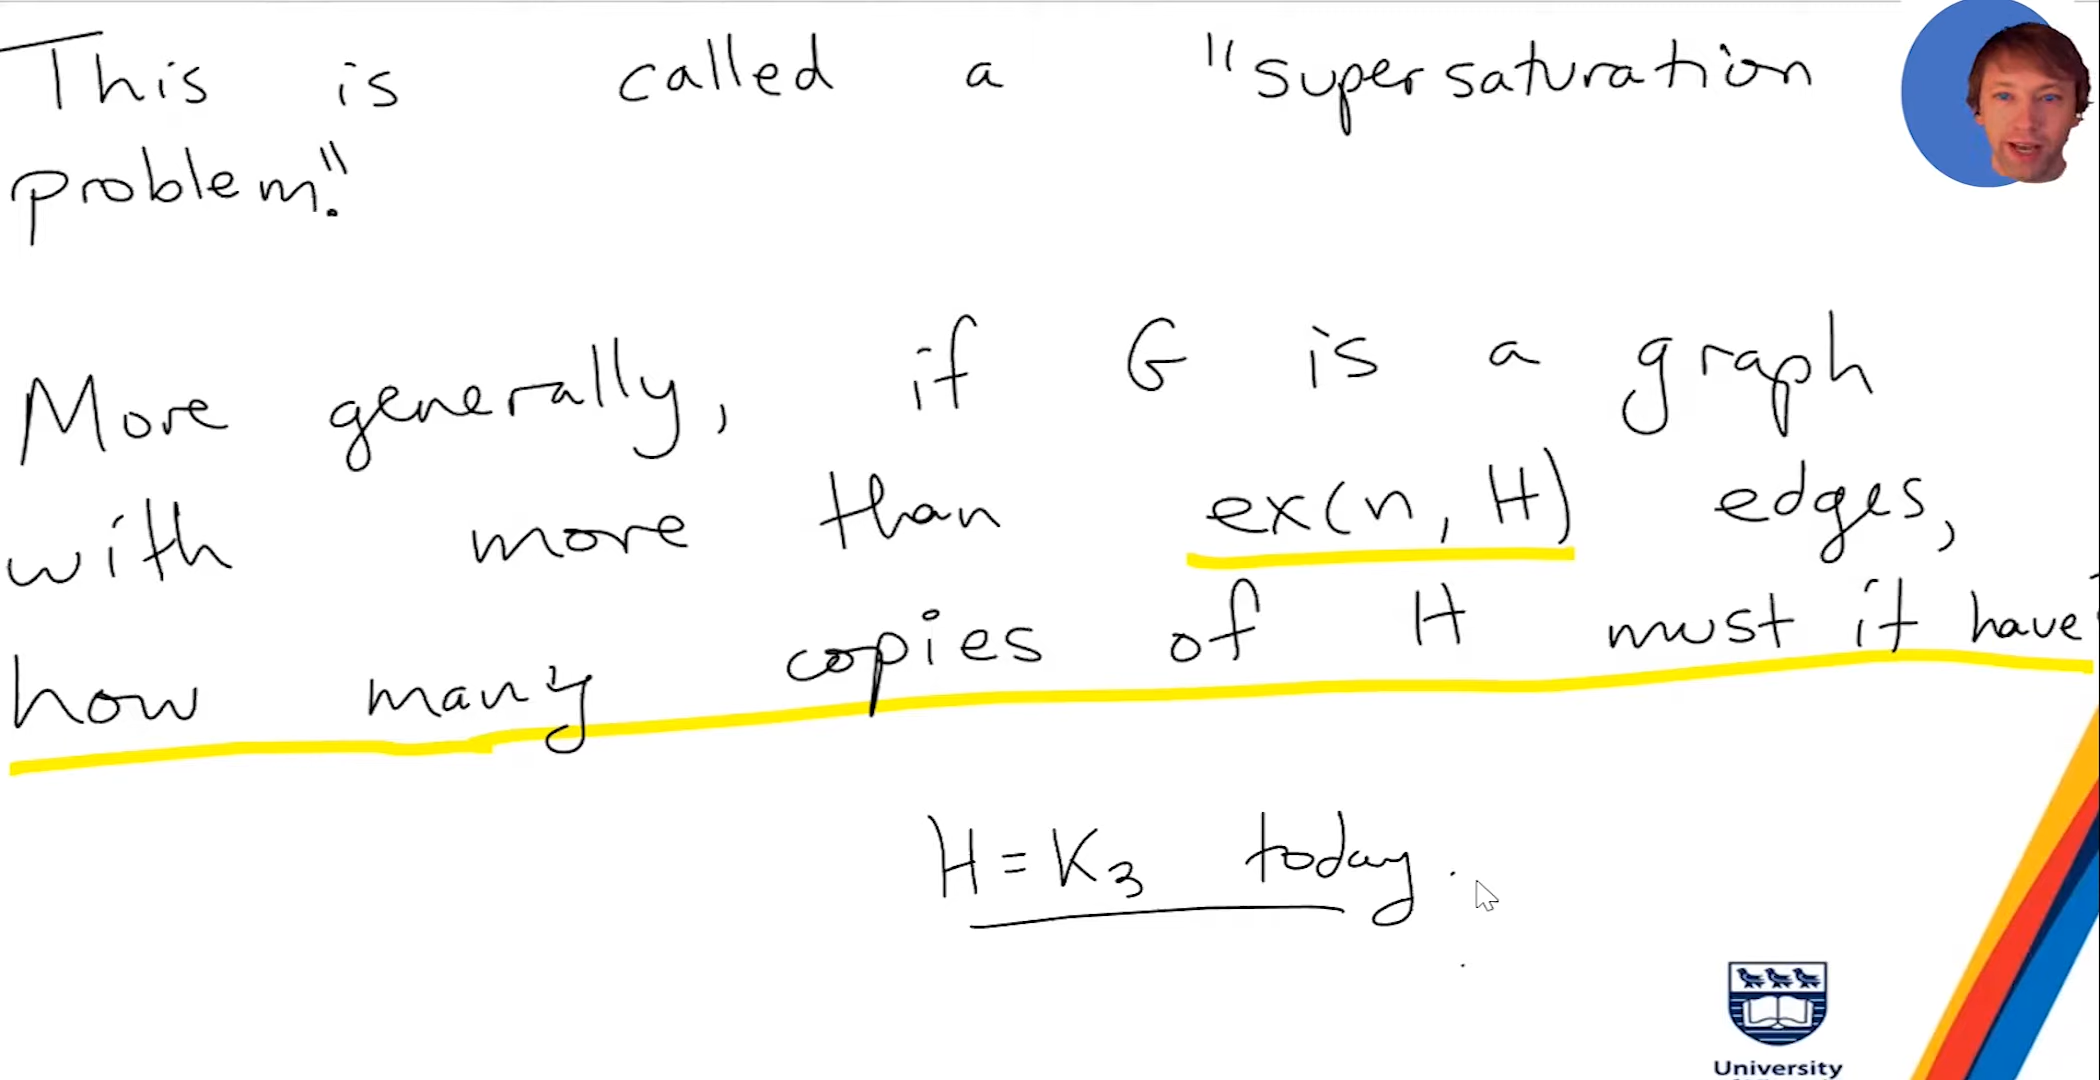 This is called a "supersaturation
problem."
More generally, if G is a graph
with more than ex(n, H) edges,
how many copies of H must it have
H = K₃ today.
University